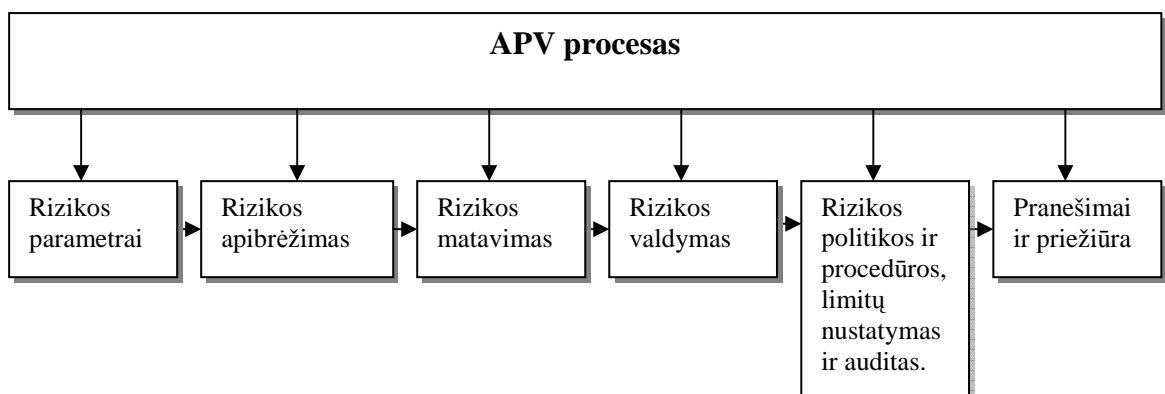 APV procesas
Rizikos
parametrai
Rizikos
apibrėžimas
Rizikos
matavimas
Rizikos
valdymas
Rizikos
politikos ir
procedūros,
limitų
nustatymas
ir auditas.
Pranešimai
ir priežiūra